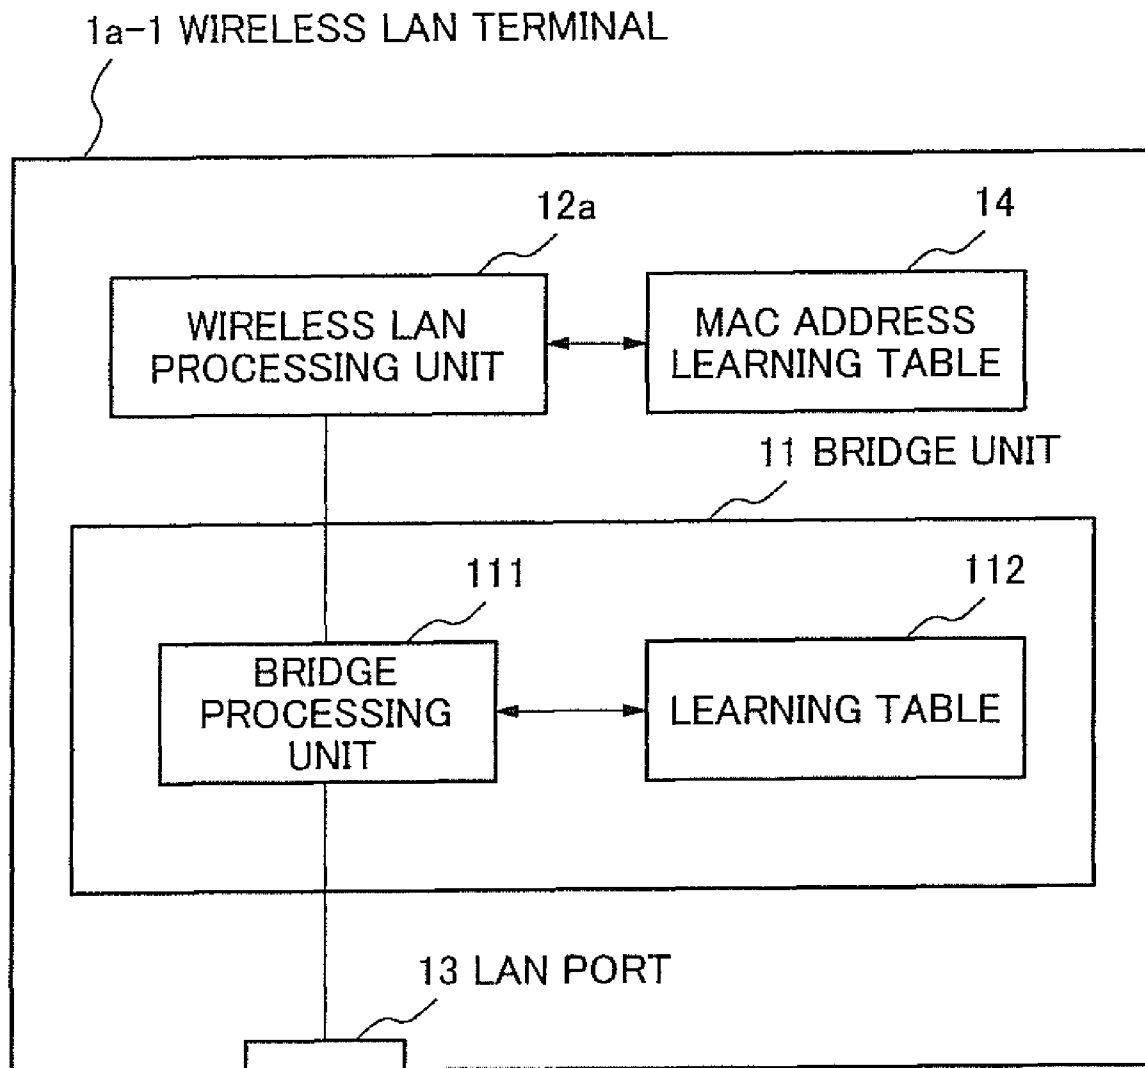 1a-1 WIRELESS LAN TERMINAL
12a
14
WIRELESS LAN
PROCESSING UNIT
MAC ADDRESS
LEARNING TABLE
11 BRIDGE UNIT
111
112
BRIDGE
PROCESSING
UNIT
LEARNING TABLE
13 LAN PORT